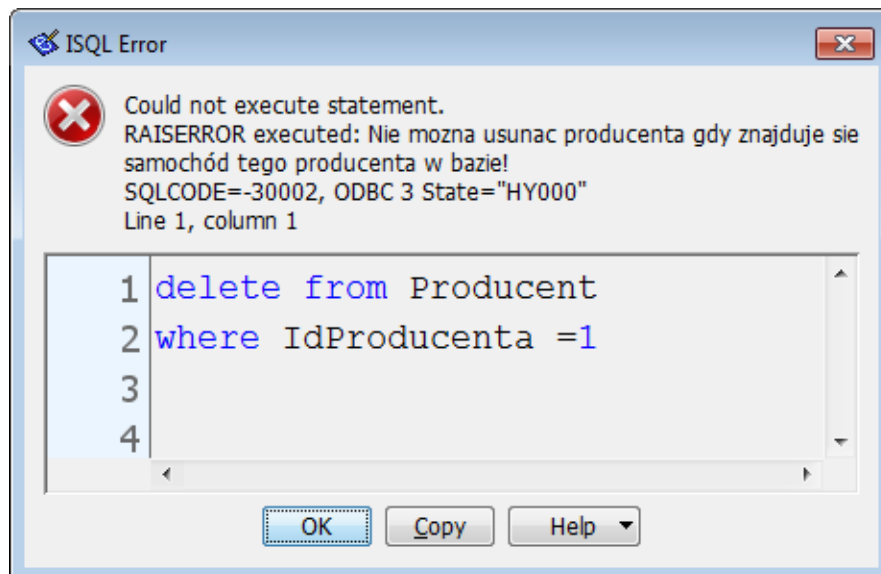 ISQL Error
Could not execute statement.
RAISERROR executed: Nie mozna usunac producenta gdy znajduje sie
samochód tego producenta w bazie!
SQLCODE=-30002, ODBC 3 State="HY000"
Line 1, column 1
1 delete from Producent
2 where IdProducenta =1
3
4
OK Copy Help